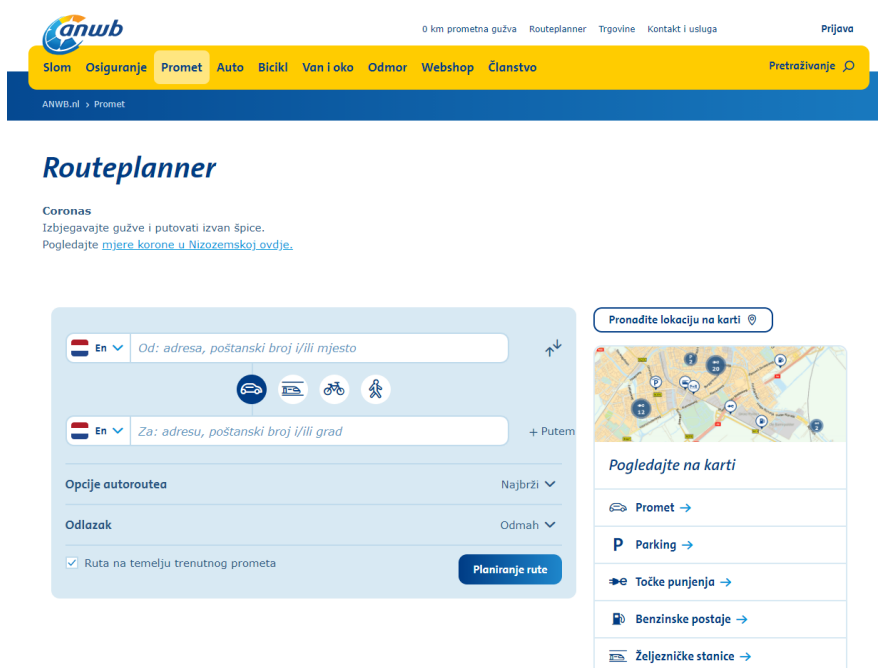 anwb
0 km prometna gužva Routeplanner Trgovine Kontakt i usluga Prijava
Slom Osiguranje Promet Auto Bicikl Van i oko Odmor Webshop Članstvo Pretraživanje
ANWB.nl › Promet
Routeplanner
Coronas
Izbjegavajte gužve i putovati izvan špice.
Pogledajte mjere korone u Nizozemskoj ovdje.
En Od: adresa, poštanski broj i/ili mjesto
En Za: adresu, poštanski broj i/ili grad + Putem
Opcije autoroutea Najbrži
Odlazak Odmah
Ruta na temelju trenutnog prometa
Planiranje rute
Pronađite lokaciju na karti
Pogledajte na karti
Promet →
P Parking →
Točke punjenja →
Benzinske postaje →
Željezničke stanice →